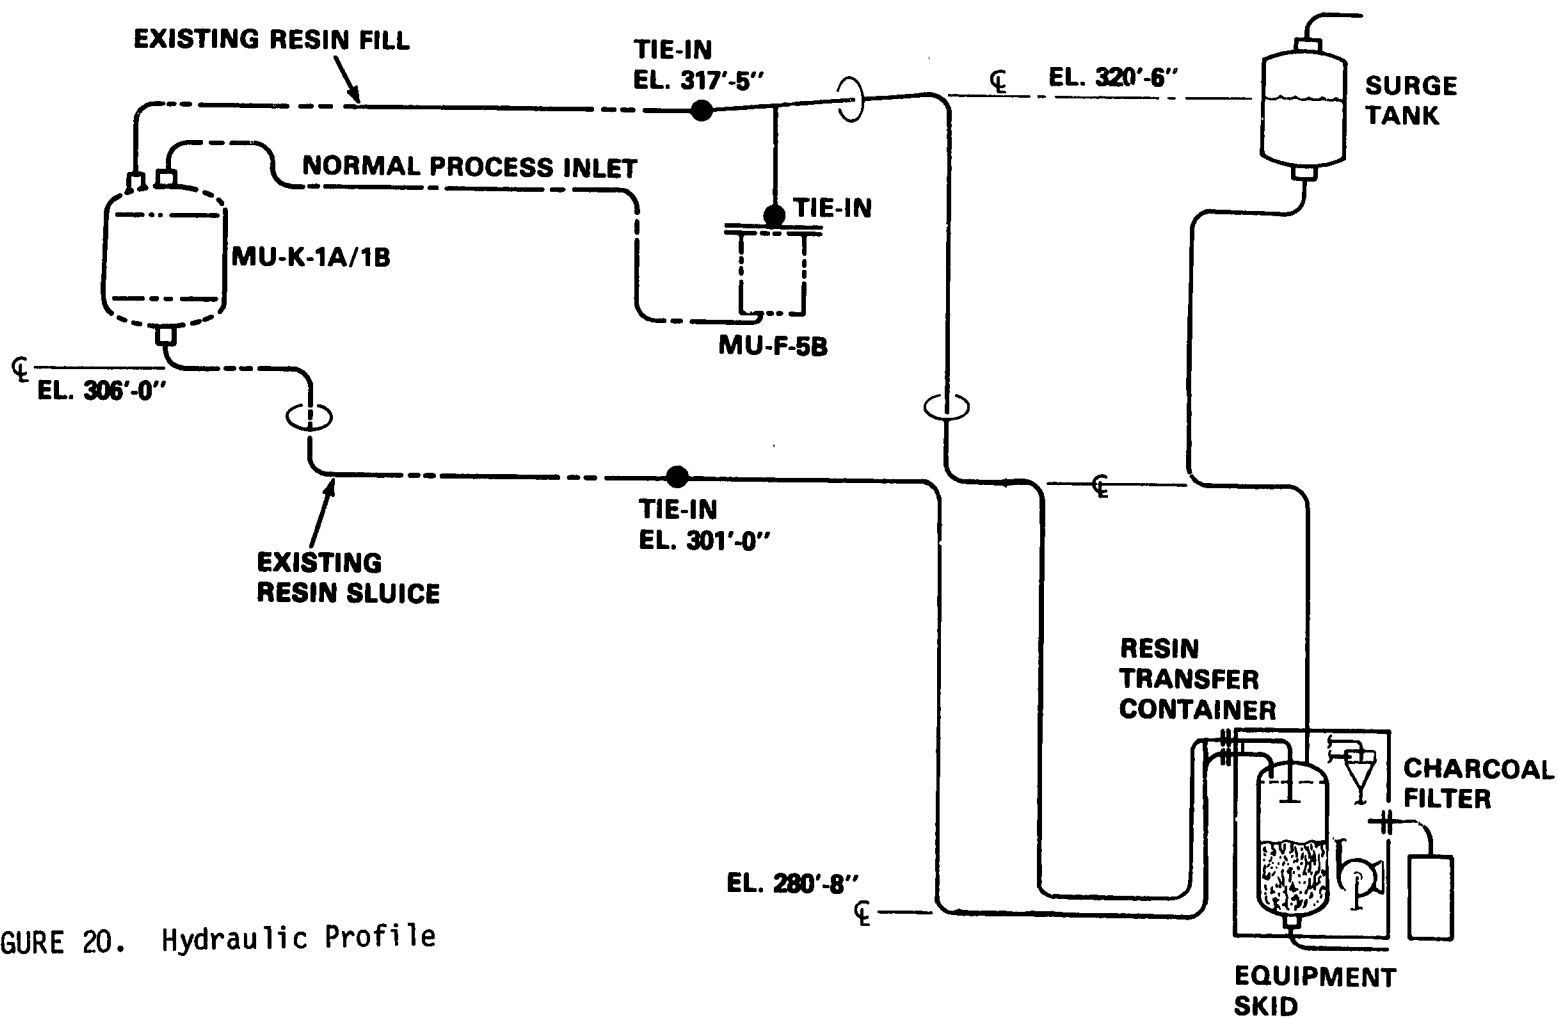 EXISTING RESIN FILL
TIE-IN
EL. 317'-5"
℄ EL. 320'-6"
SURGE
TANK
NORMAL PROCESS INLET
TIE-IN
MU-K-1A/1B
MU-F-5B
℄
EL. 306'-0"
℄
TIE-IN
EL. 301'-0"
EXISTING
RESIN SLUICE
RESIN
TRANSFER
CONTAINER
CHARCOAL
FILTER
EL. 280'-8"
℄
GURE 20. Hydraulic Profile
EQUIPMENT
SKID